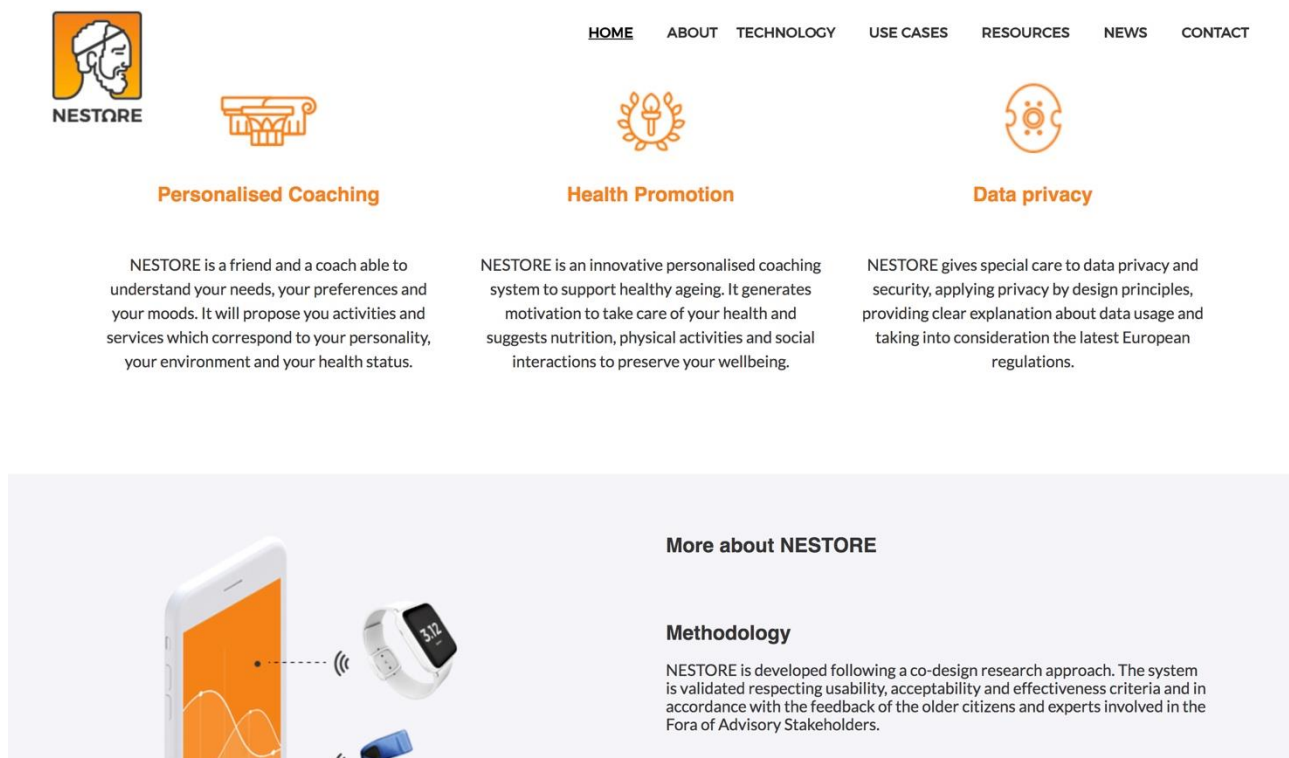 NESTΩRE
HOME ABOUT TECHNOLOGY USE CASES RESOURCES NEWS CONTACT
Personalised Coaching
NESTORE is a friend and a coach able to
understand your needs, your preferences and
your moods. It will propose you activities and
services which correspond to your personality,
your environment and your health status.
Health Promotion
NESTORE is an innovative personalised coaching
system to support healthy ageing. It generates
motivation to take care of your health and
suggests nutrition, physical activities and social
interactions to preserve your wellbeing.
Data privacy
NESTORE gives special care to data privacy and
security, applying privacy by design principles,
providing clear explanation about data usage and
taking into consideration the latest European
regulations.
3.12
More about NESTORE
Methodology
NESTORE is developed following a co-design research approach. The system
is validated respecting usability, acceptability and effectiveness criteria and in
accordance with the feedback of the older citizens and experts involved in the
Fora of Advisory Stakeholders.